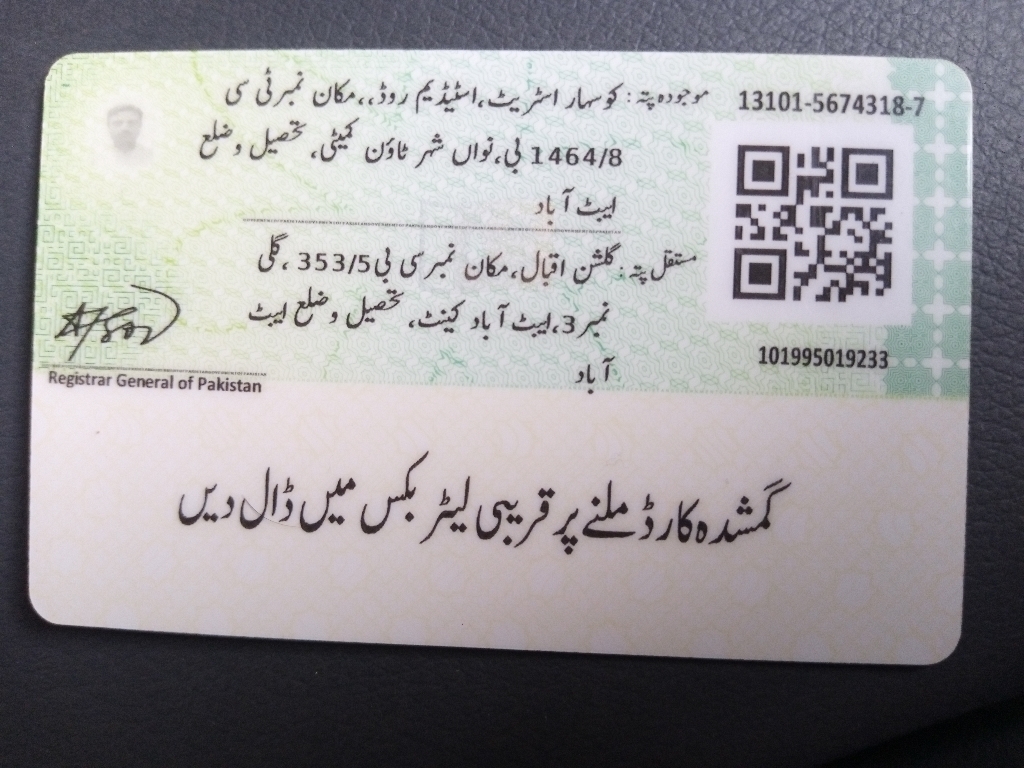 13101-5674318-7
موجودہ پتہ: کوہسار اسٹریٹ، اسٹیڈیم روڈ،، مکان نمبر ٹی سی
1464/8 بی، نواں شہر ٹاؤن کمیٹی، تحصیل و ضلع
ایبٹ آباد
مستقل پتہ: گلشن اقبال، مکان نمبر سی بی 353/5، گلی
نمبر 3، ایبٹ آباد کینٹ، تحصیل و ضلع ایبٹ
آباد
101995019233
Registrar General of Pakistan
گمشدہ کارڈ ملنے پر قریبی لیٹر بکس میں ڈال دیں